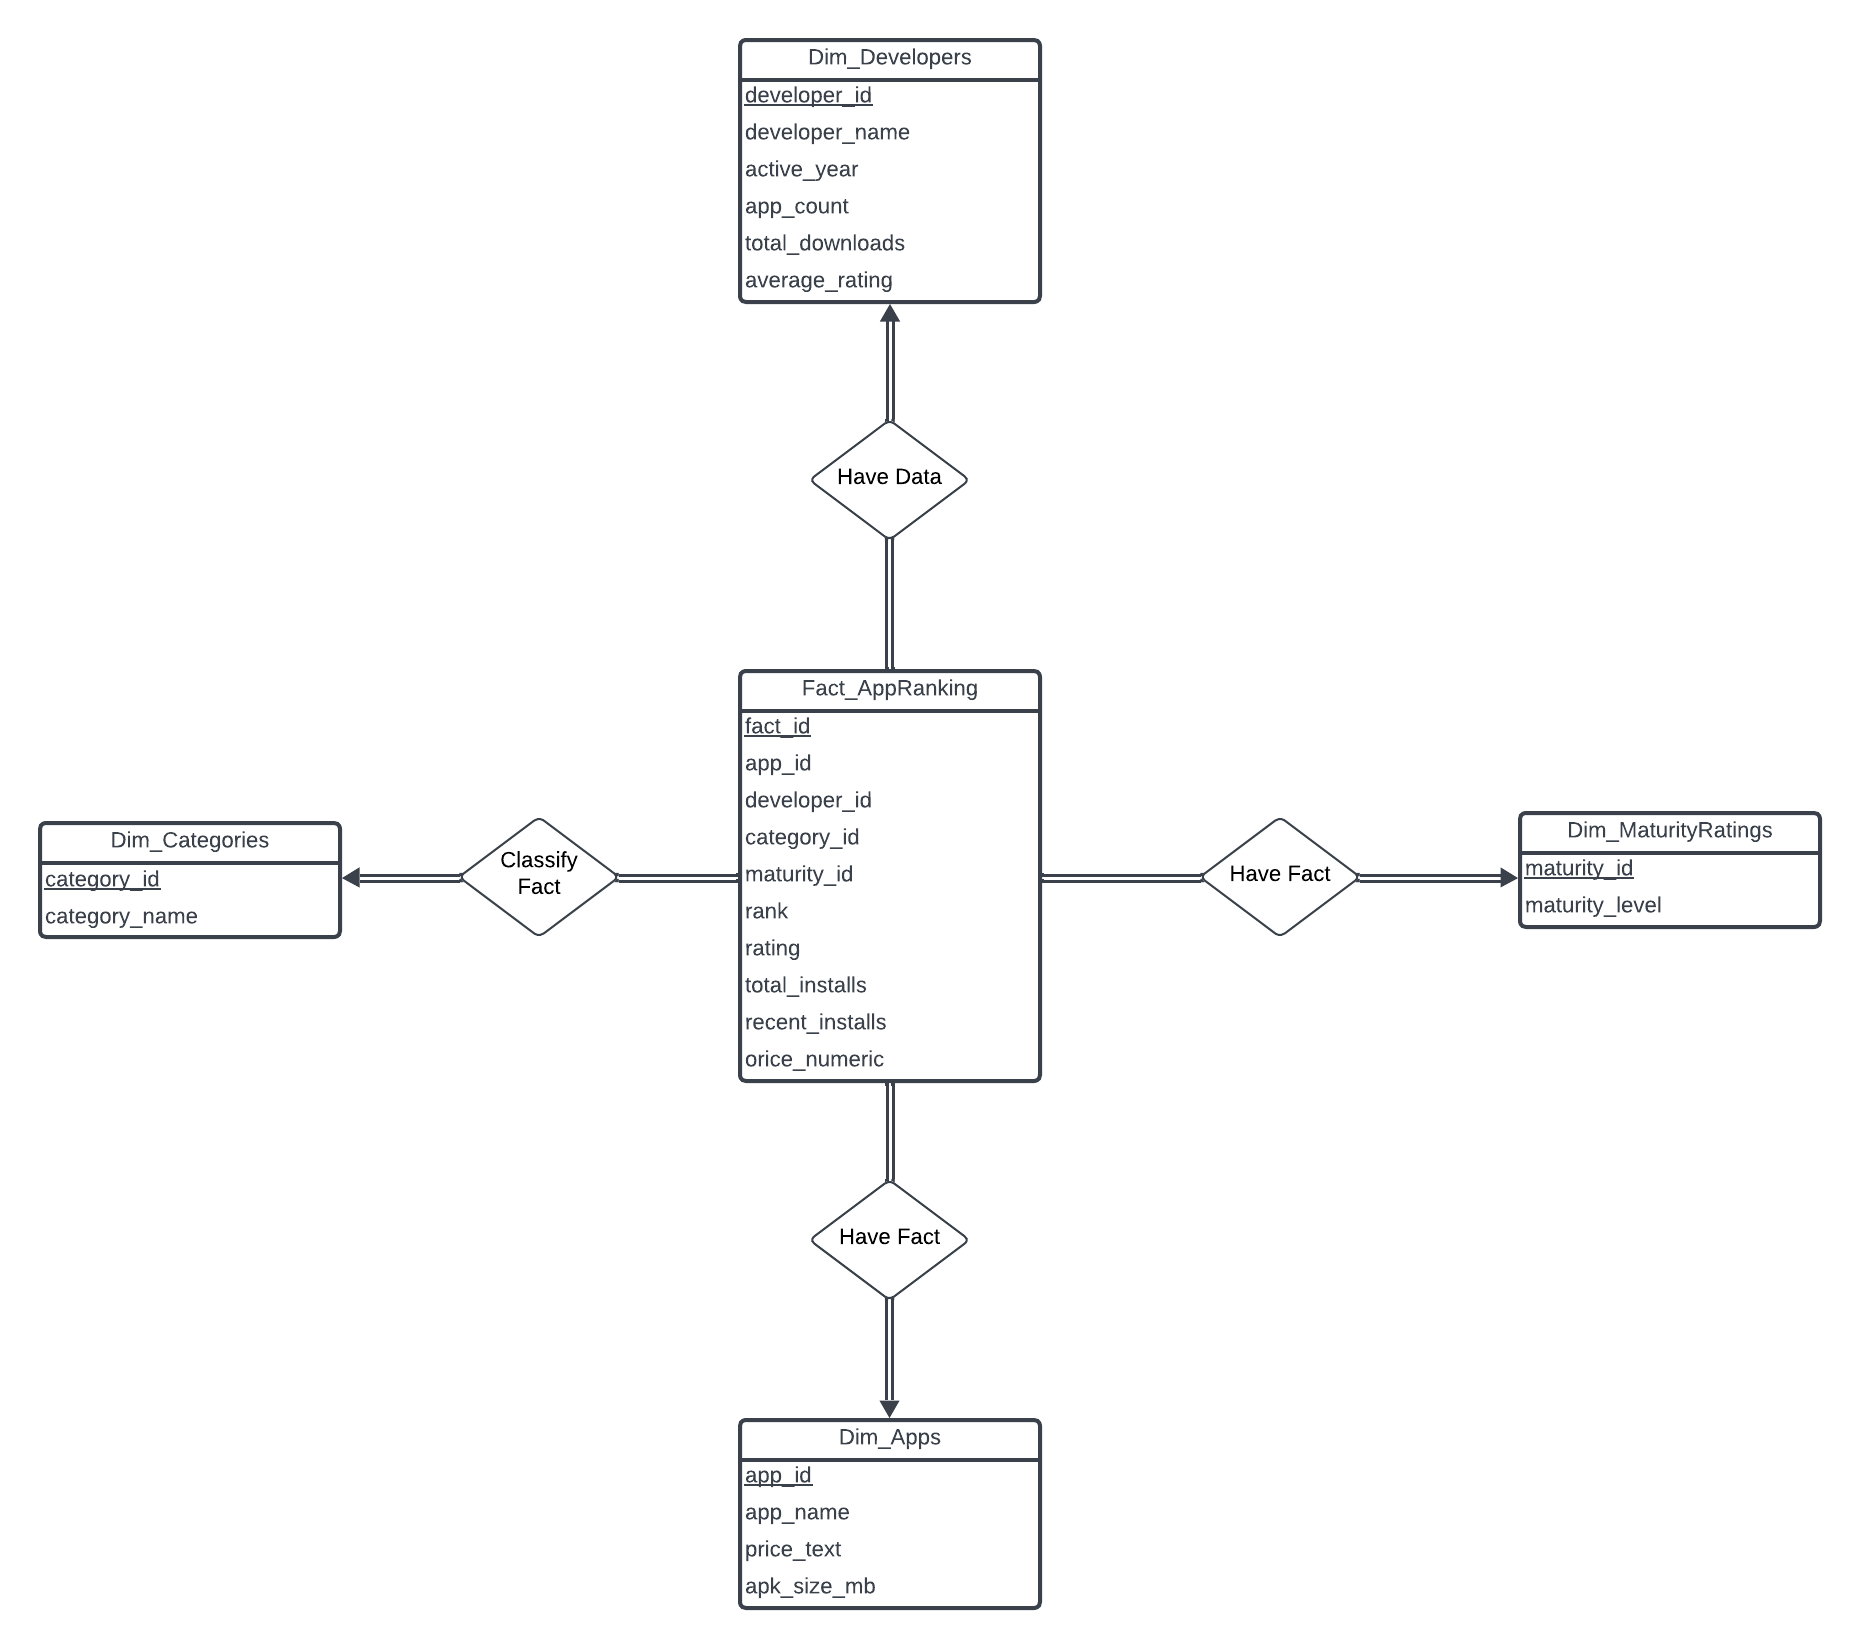 Dim_Developers
developer_id
developer_name
active_year
app_count
total_downloads
average_rating
Have Data
Fact_AppRanking
fact_id
app_id
developer_id
category_id
maturity_id
rank
rating
total_installs
recent_installs
orice_numeric
Dim_Categories
category_id
category_name
Classify
Fact
Have Fact
Dim_MaturityRatings
maturity_id
maturity_level
Have Fact
Dim_Apps
app_id
app_name
price_text
apk_size_mb